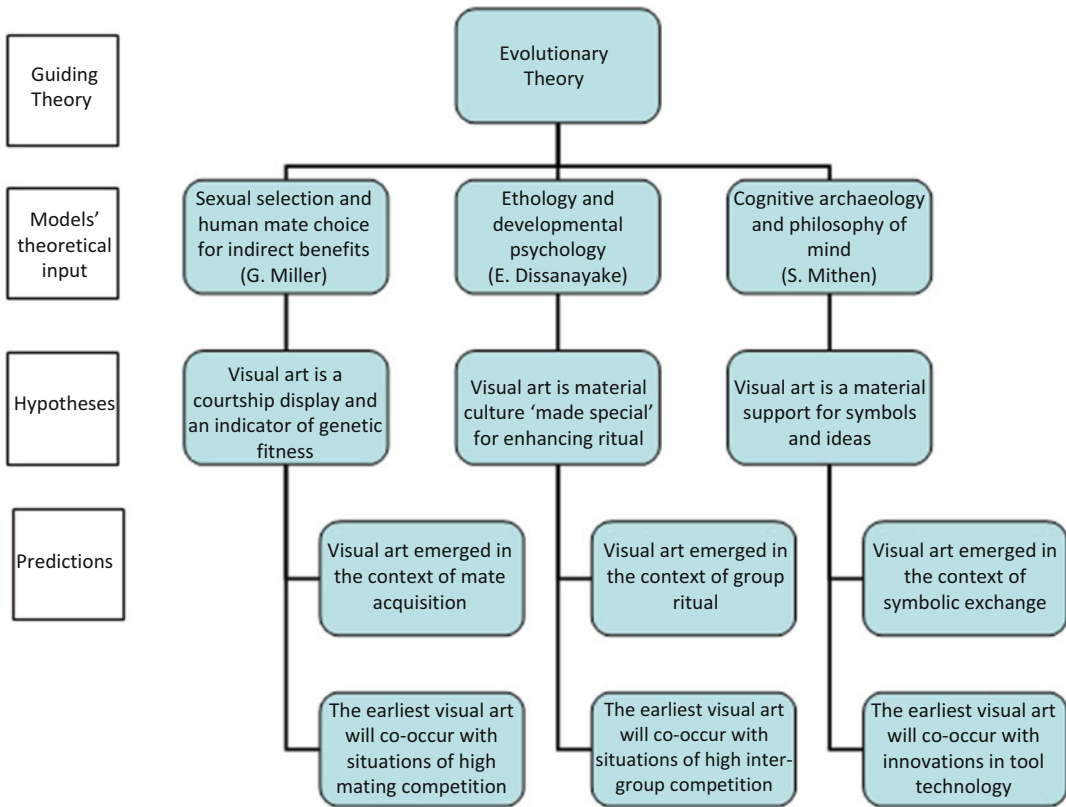 Guiding
Theory
Evolutionary
Theory
Models'
theoretical
input
Sexual selection and
human mate choice
for indirect benefits
(G. Miller)
Ethology and
developmental
psychology
(E. Dissanayake)
Cognitive archaeology
and philosophy of
mind
(S. Mithen)
Hypotheses
Visual art is a
courtship display and
an indicator of genetic
fitness
Visual art is material
culture ‘made special’
for enhancing ritual
Visual art is a material
support for symbols
and ideas
Predictions
Visual art emerged in
the context of mate
acquisition
Visual art emerged in
the context of group
ritual
Visual art emerged in
the context of
symbolic exchange
The earliest visual art
will co-occur with
situations of high
mating competition
The earliest visual art
will co-occur with
situations of high inter-
group competition
The earliest visual art
will co-occur with
innovations in tool
technology